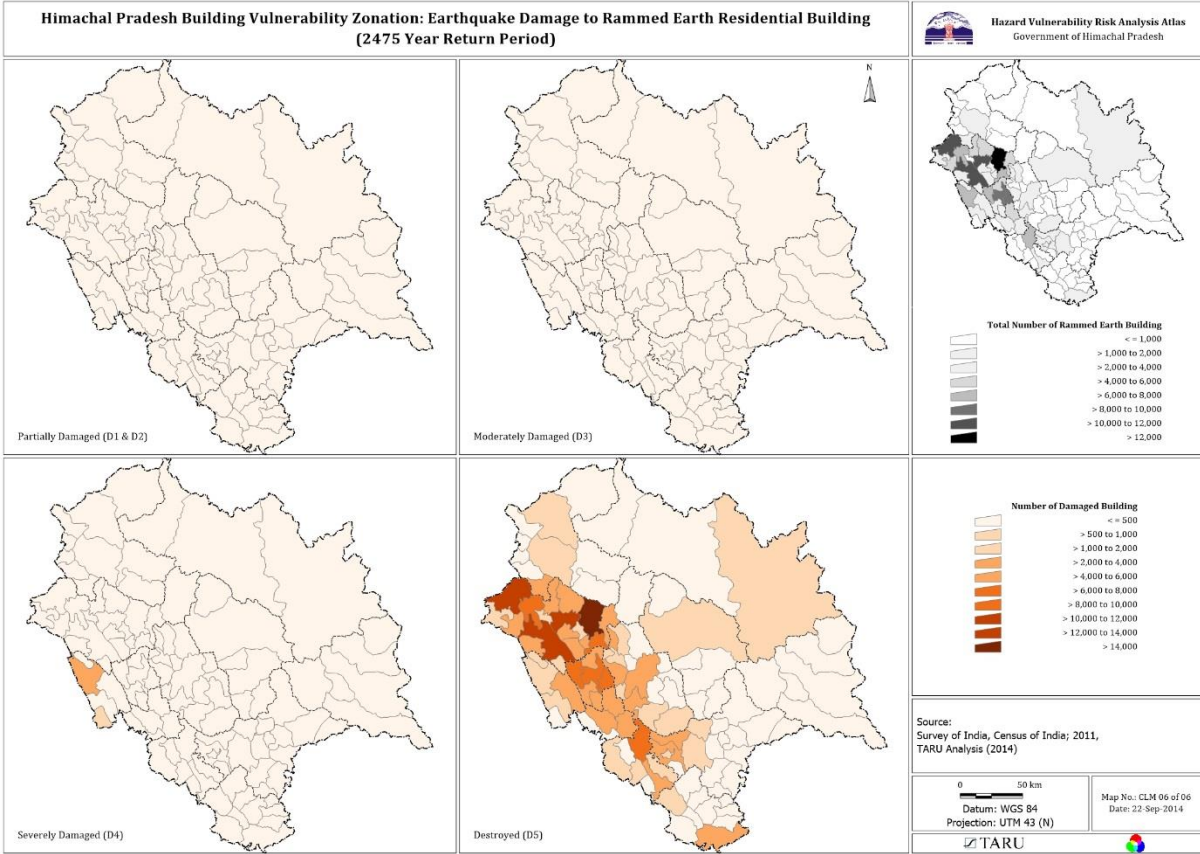 Himachal Pradesh Building Vulnerability Zonation: Earthquake Damage to Rammed Earth Residential Building
(2475 Year Return Period)
Hazard Vulnerability Risk Analysis Atlas
Government of Himachal Pradesh
N
Partially Damaged (D1 & D2)
Moderately Damaged (D3)
Total Number of Rammed Earth Building
< = 1,000
> 1,000 to 2,000
> 2,000 to 4,000
> 4,000 to 6,000
> 6,000 to 8,000
> 8,000 to 10,000
> 10,000 to 12,000
> 12,000
Severely Damaged (D4)
Destroyed (D5)
Number of Damaged Building
< = 500
> 500 to 1,000
> 1,000 to 2,000
> 2,000 to 4,000
> 4,000 to 6,000
> 6,000 to 8,000
> 8,000 to 10,000
> 10,000 to 12,000
> 12,000 to 14,000
> 14,000
Source:
Survey of India, Census of India; 2011,
TARU Analysis (2014)
0 50 km
Datum: WGS 84
Projection: UTM 43 (N)
Map No.: CLM 06 of 06
Date: 22-Sep-2014
TARU